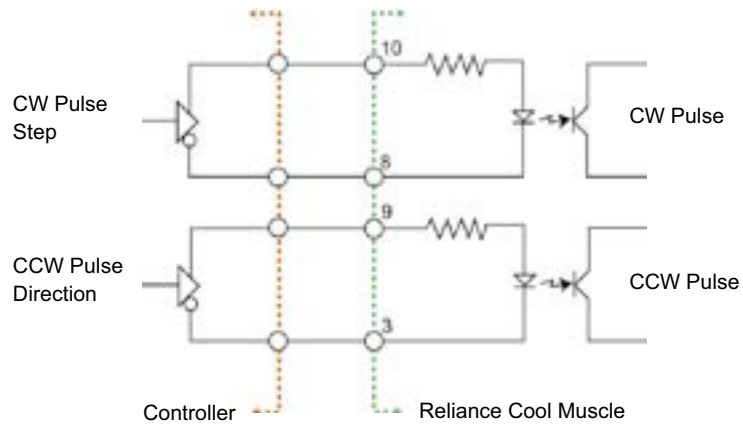 10
CW Pulse
Step
CW Pulse
8
9
CCW Pulse
Direction
CCW Pulse
3
Controller
Reliance Cool Muscle